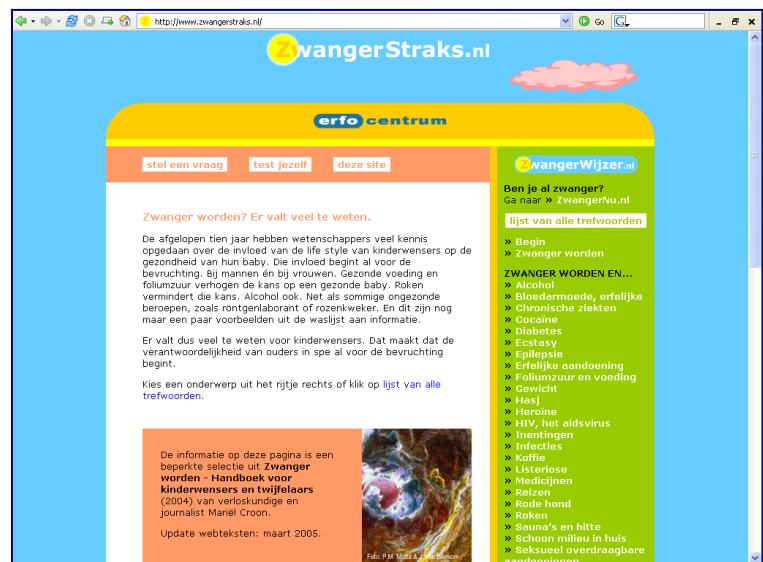 http://www.zwangerstraks.nl/
Go
G
ZwangerStraks.nl
erfo centrum
stel een vraag
test jezelf
deze site
Zwanger worden? Er valt veel te weten.
De afgelopen tien jaar hebben wetenschappers veel kennis
opgedaan over de invloed van de life style van kinderwensers op de
gezondheid van hun baby. Die invloed begint al voor de
bevruchting. Bij mannen én bij vrouwen. Gezonde voeding en
foliumzuur verhogen de kans op een gezonde baby. Roken
vermindert die kans. Alcohol ook. Net als sommige ongezonde
beroepen, zoals röntgenlaborant of rozenkweker. En dit zijn nog
maar een paar voorbeelden uit de waslijst aan informatie.
Er valt dus veel te weten voor kinderwensers. Dat maakt dat de
verantwoordelijkheid van ouders in spe al voor de bevruchting
begint.
Kies een onderwerp uit het rijtje rechts of klik op lijst van alle
trefwoorden.
De informatie op deze pagina is een
beperkte selectie uit Zwanger
worden - Handboek voor
kinderwensers en twijfelaars
(2004) van verloskundige en
journalist Mariël Croon.
Update webteksten: maart 2005.
Foto: P.M. Motta & J. van Blerkom
ZwangerWijzer.nl
Ben je al zwanger?
Ga naar » ZwangerNu.nl
lijst van alle trefwoorden
» Begin
» Zwanger worden
ZWANGER WORDEN EN...
» Alcohol
» Bloedarmoede, erfelijke
» Chronische ziekten
» Cocaïne
» Diabetes
» Ecstasy
» Epilepsie
» Erfelijke aandoening
» Foliumzuur en voeding
» Gewicht
» Hasj
» Heroïne
» HIV, het aidsvirus
» Inentingen
» Infecties
» Koffie
» Listeriose
» Medicijnen
» Reizen
» Rode hond
» Roken
» Sauna's en hitte
» Schoon milieu in huis
» Seksueel overdraagbare
aandoeningen